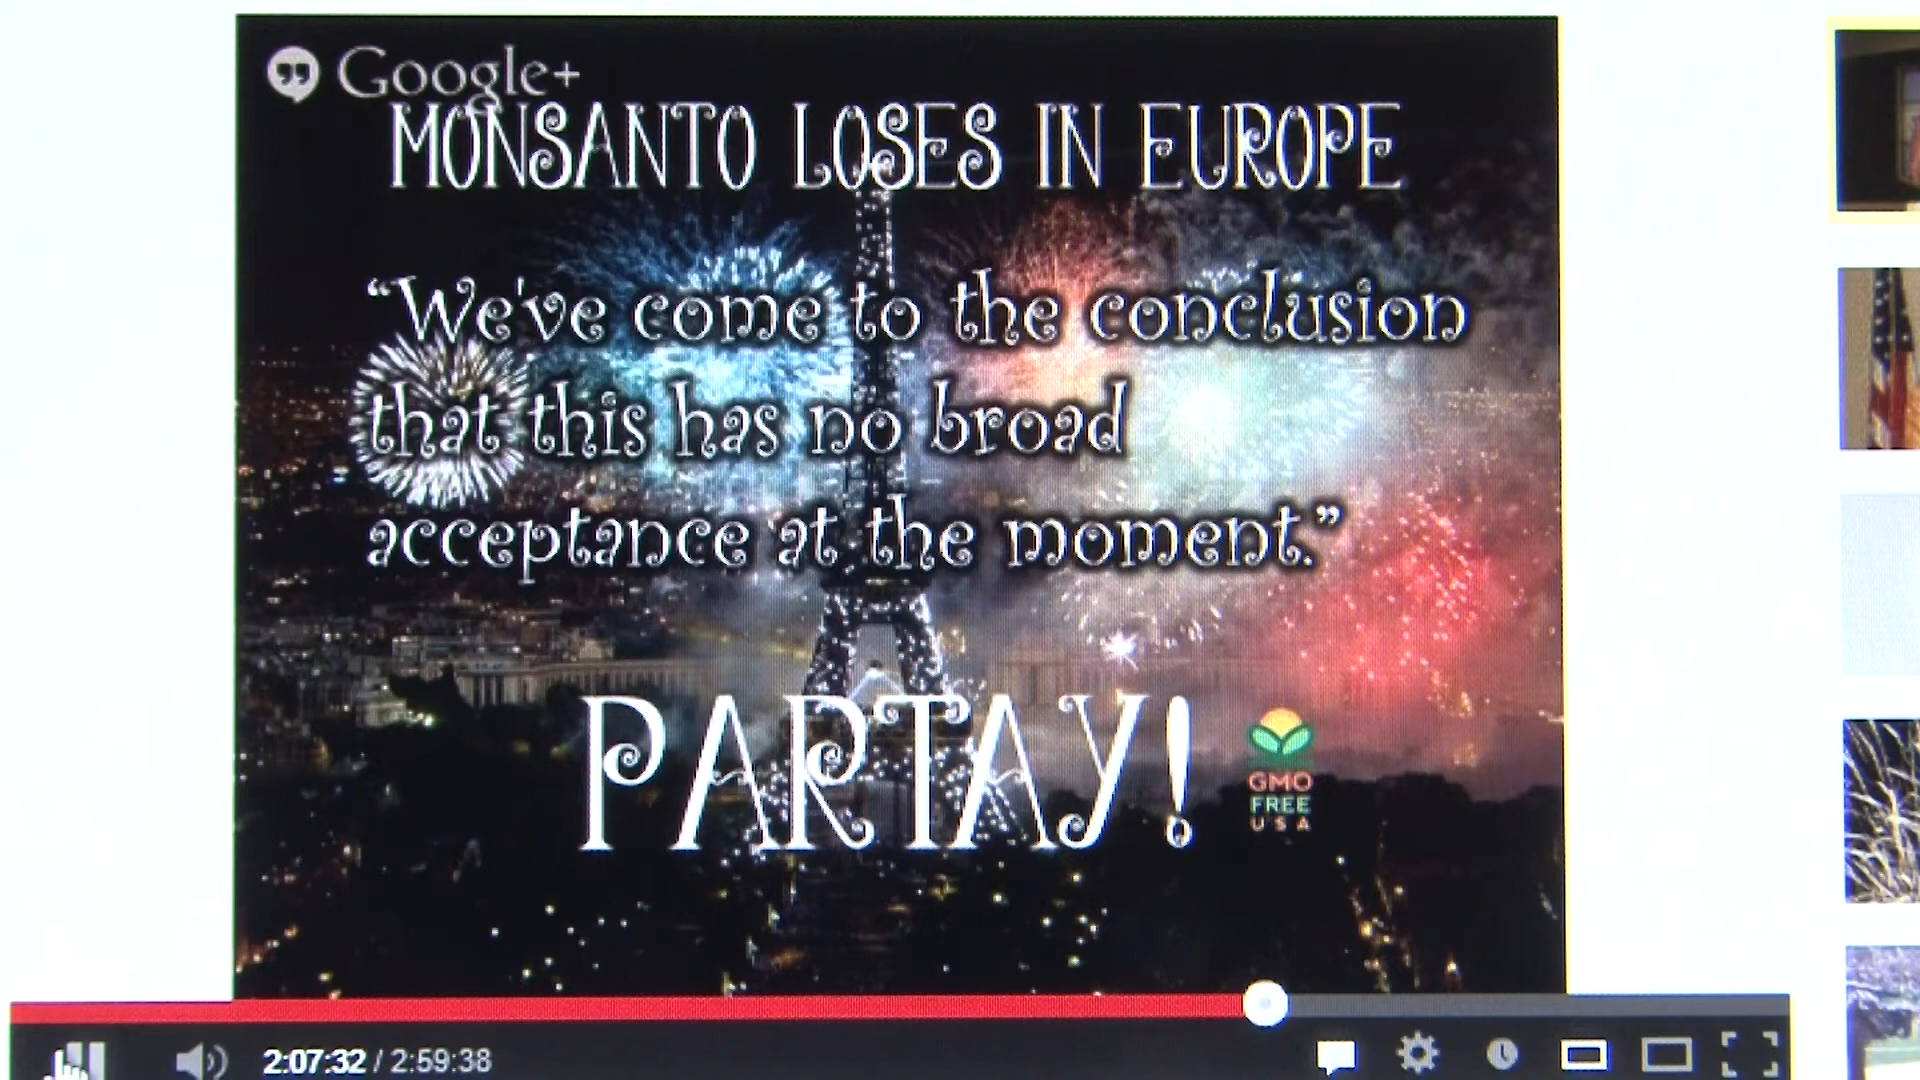 Google+
MONSANTO LOSES IN EUROPE
"We've come to the conclusion
that this has no broad
acceptance at the moment."
PARTAY!
GMO
FREE
USA
2:07:32 / 2:59:38